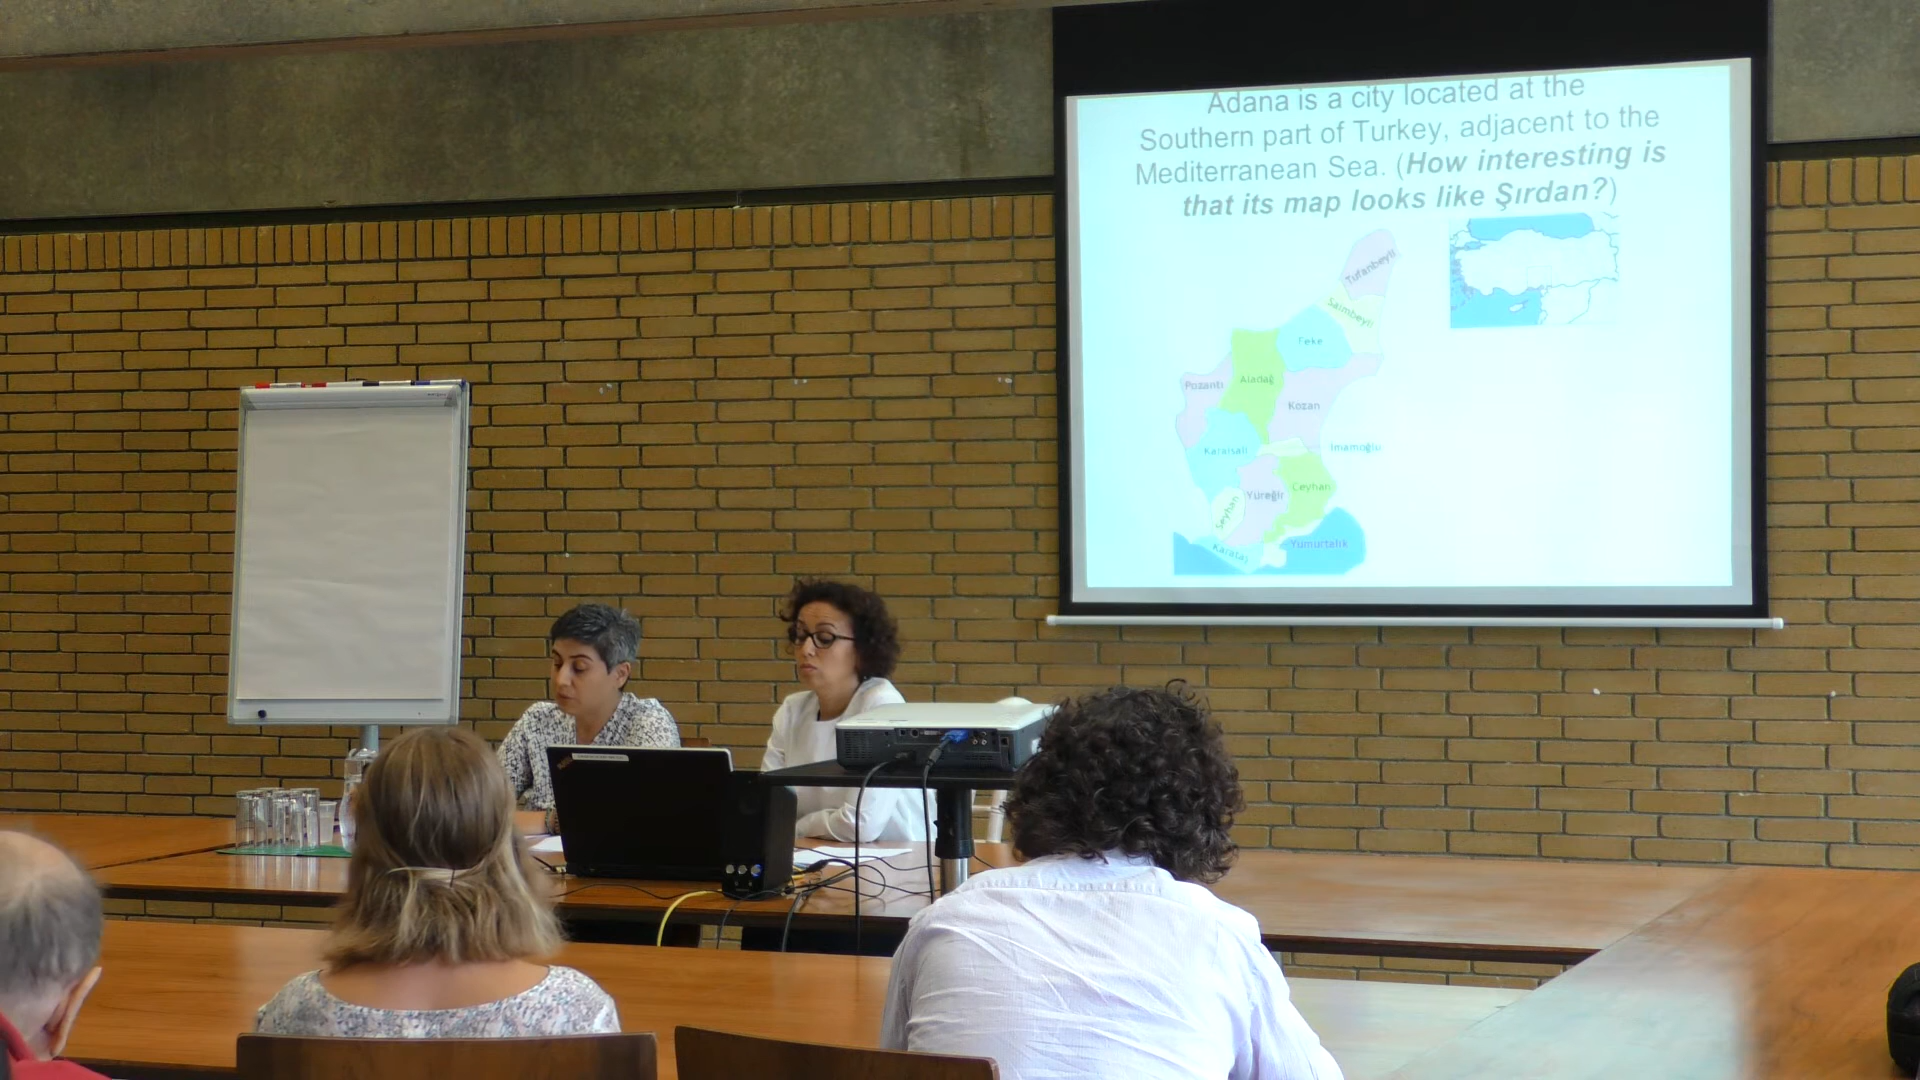 Adana is a city located at the
Southern part of Turkey, adjacent to the
Mediterranean Sea. (How interesting is
that its map looks like Şırdan?)
Tufanbeyli
Saimbeyli
Feke
Pozantı
Aladağ
Kozan
Karaisalı
İmamoğlu
Ceyhan
Yüreğir
Seyhan
Karataş
Yumurtalık